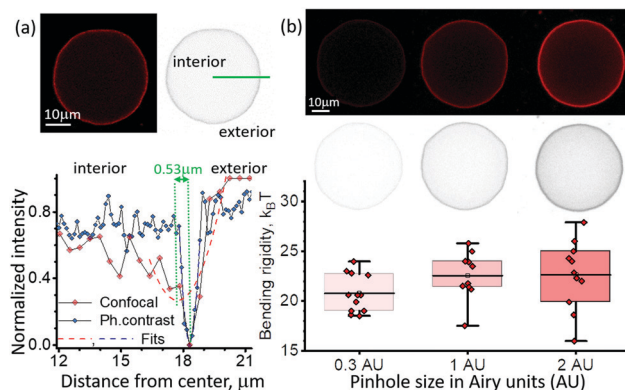 (a)
interior
exterior
10μm
interior
0.53μm
exterior
Normalized intensity
0.8
0.4
0.0
Confocal
Ph.contrast
Fits
12 15 18 21
Distance from center, μm
(b)
10μm
Bending rigidity, kBT
30
25
20
15
0.3 AU 1 AU 2 AU
Pinhole size in Airy units (AU)